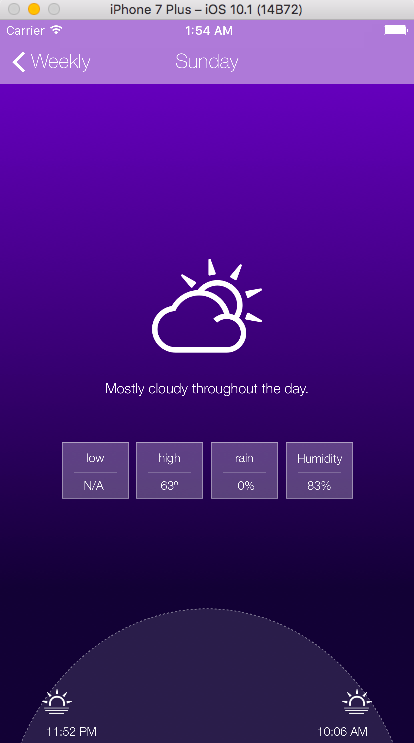 iPhone 7 Plus – iOS 10.1 (14B72)
Carrier 1:54 AM
Weekly Sunday
Mostly cloudy throughout the day.
low high rain Humidity
N/A 63º 0% 83%
11:52 PM 10:06 AM